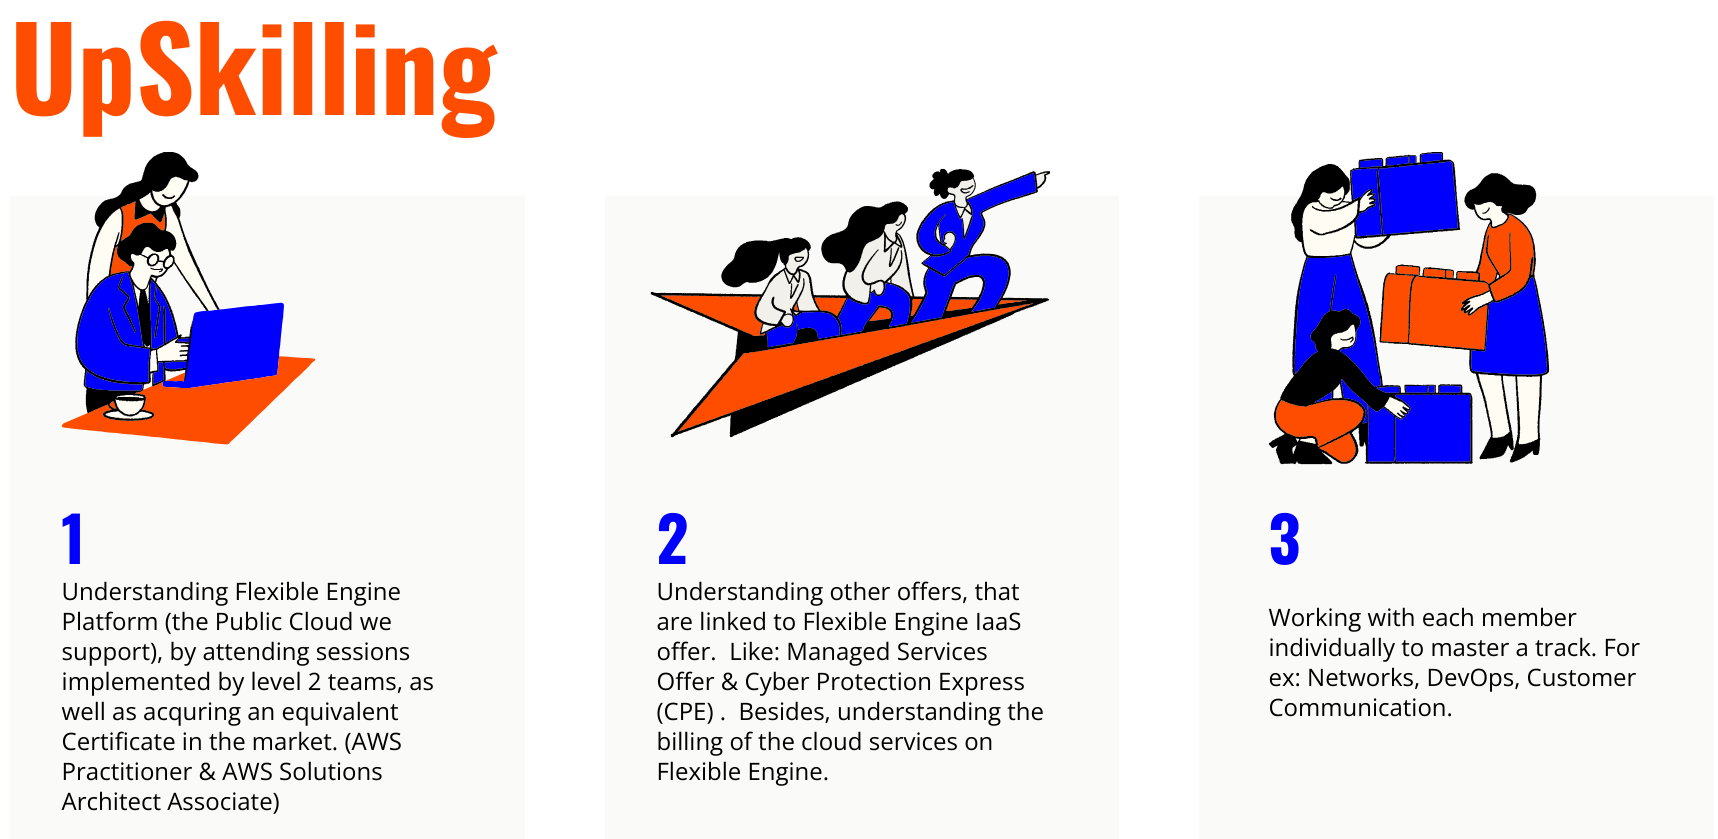 UpSkilling
1
Understanding Flexible Engine
Platform (the Public Cloud we
support), by attending sessions
implemented by level 2 teams, as
well as acquring an equivalent
Certificate in the market. (AWS
Practitioner & AWS Solutions
Architect Associate)
2
Understanding other offers, that
are linked to Flexible Engine IaaS
offer.  Like: Managed Services
Offer & Cyber Protection Express
(CPE) .  Besides, understanding the
billing of the cloud services on
Flexible Engine.
3
Working with each member
individually to master a track. For
ex: Networks, DevOps, Customer
Communication.